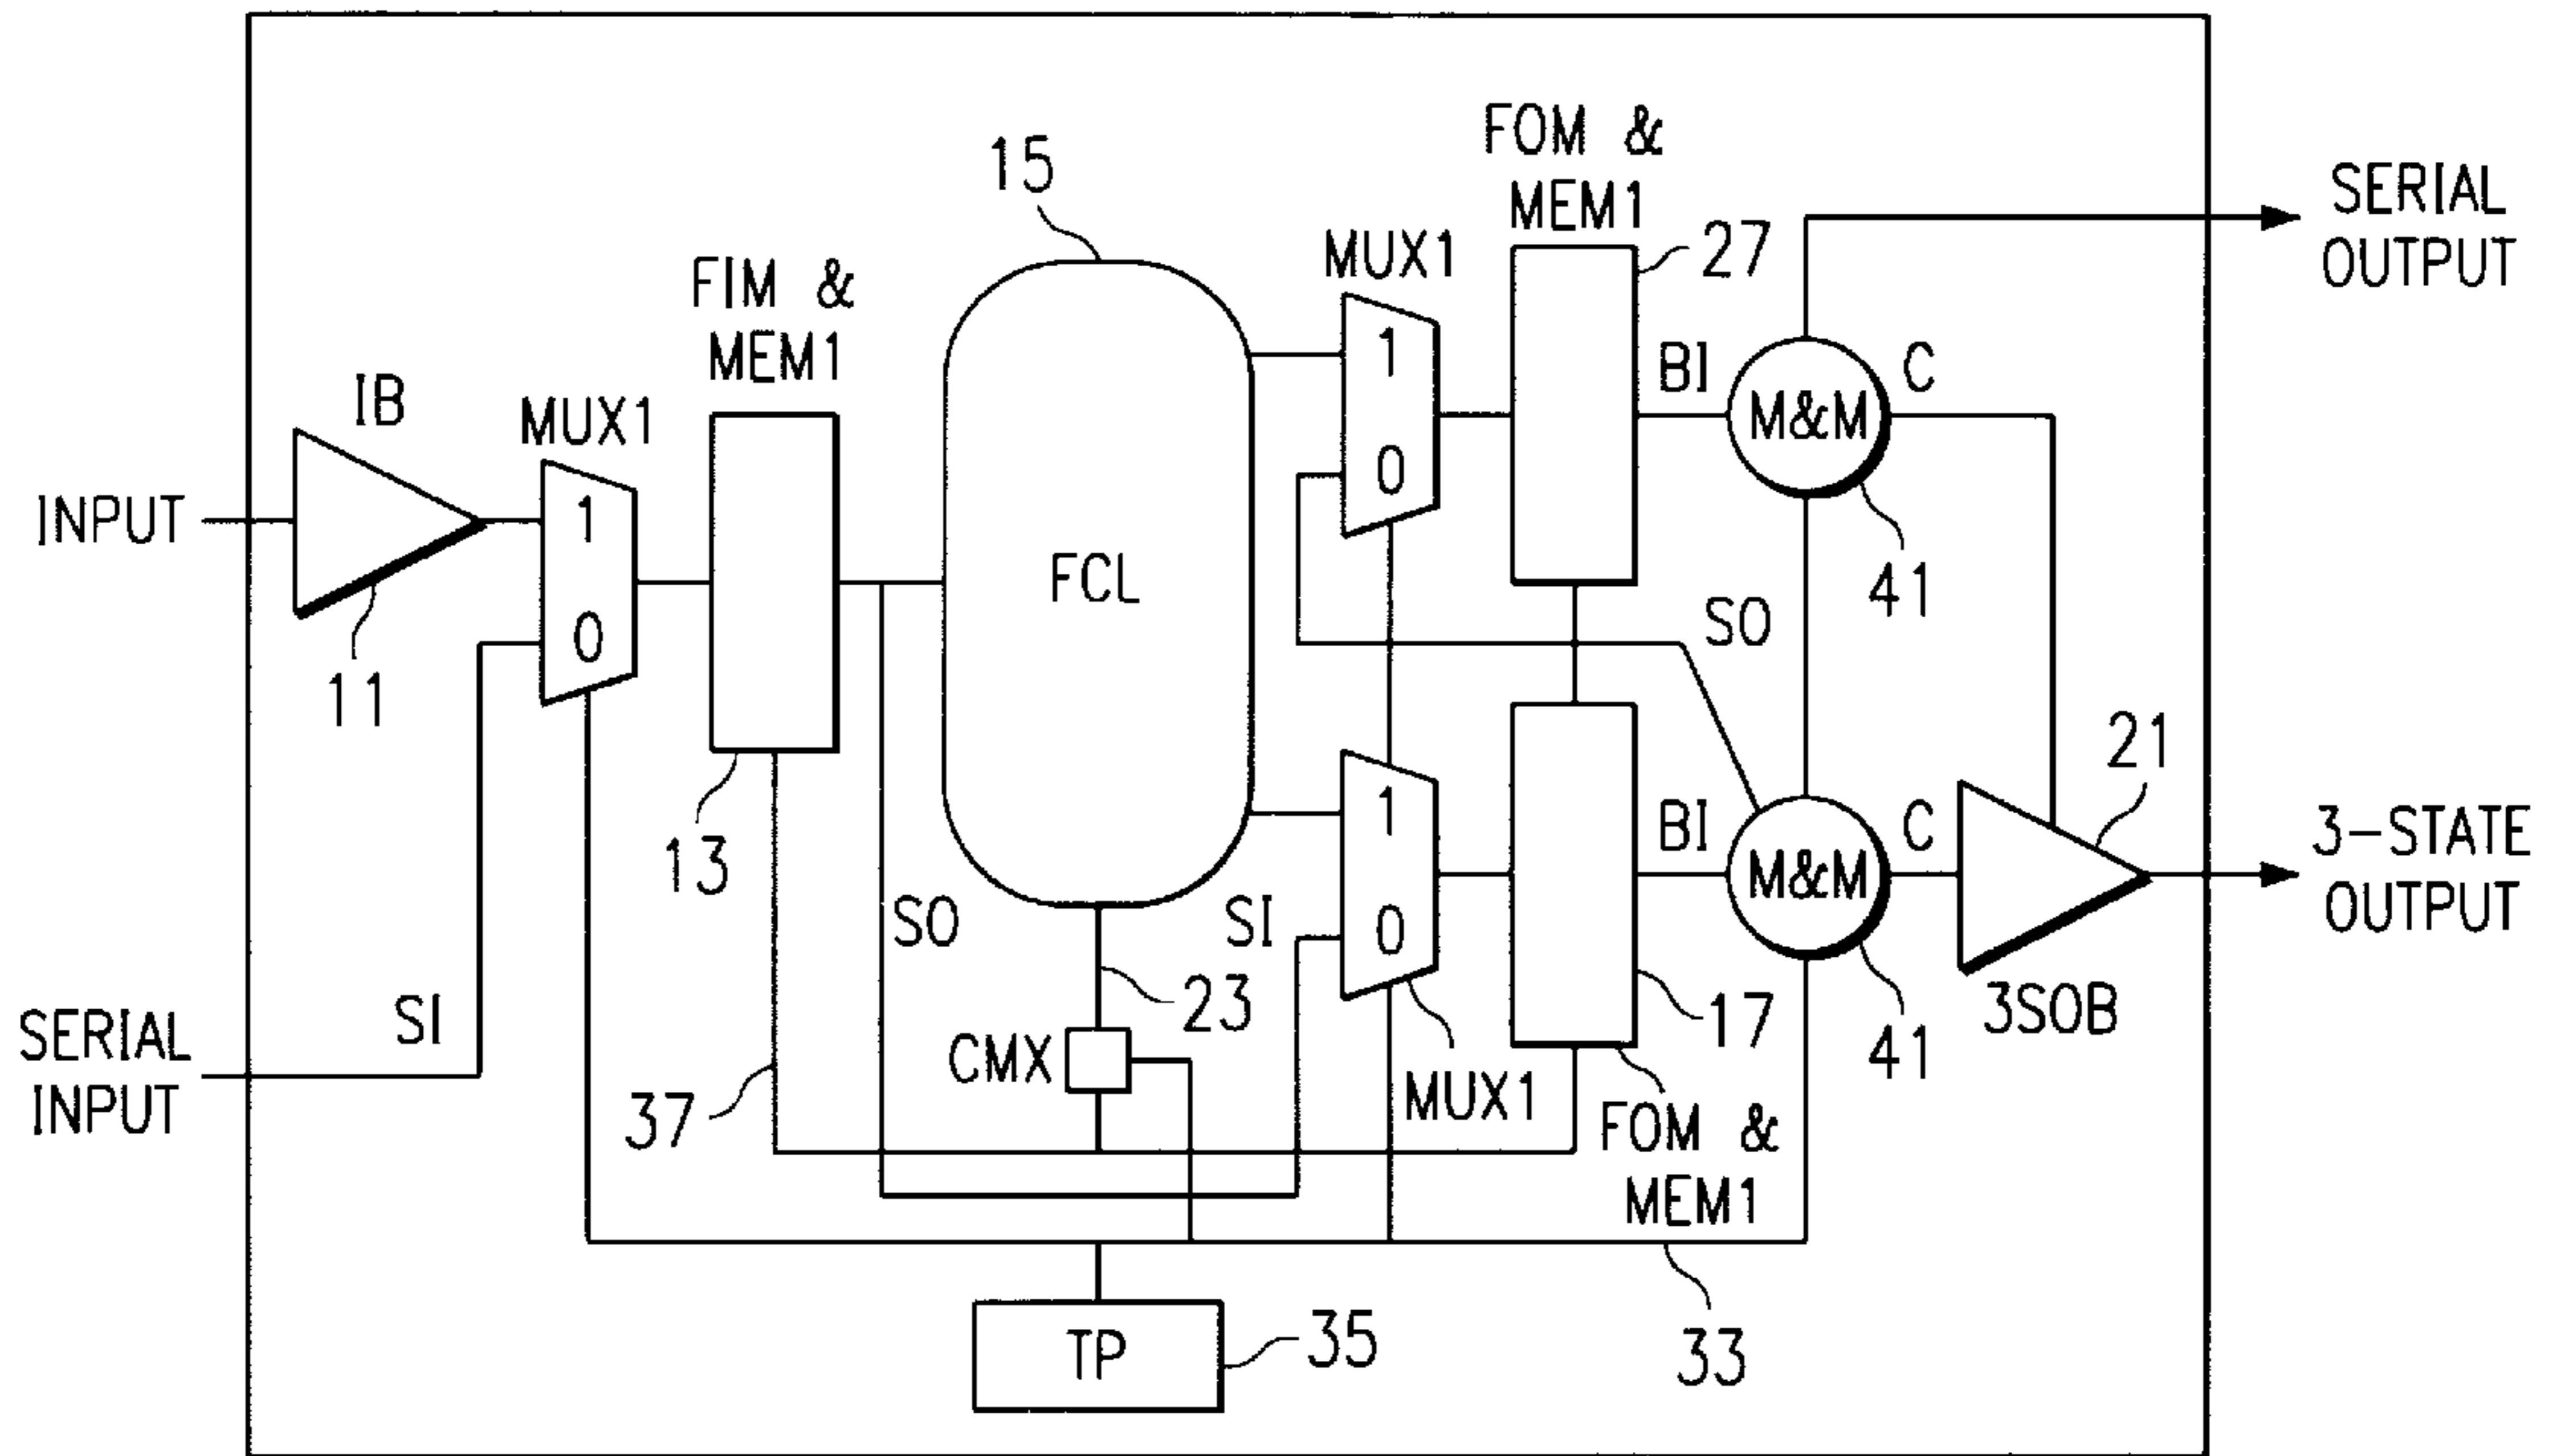 FOM &
MEM1
15
27
SERIAL
OUTPUT
MUX1
FIM &
MEM1
1
BI
M&M
C
IB
MUX1
0
INPUT
1
FCL
41
SO
0
11
21
13
1
BI
M&M
C
3-STATE
OUTPUT
SO
SI
0
SERIAL
INPUT
SI
23
17
3SOB
41
CMX
37
MUX1
FOM &
MEM1
TP
35
33